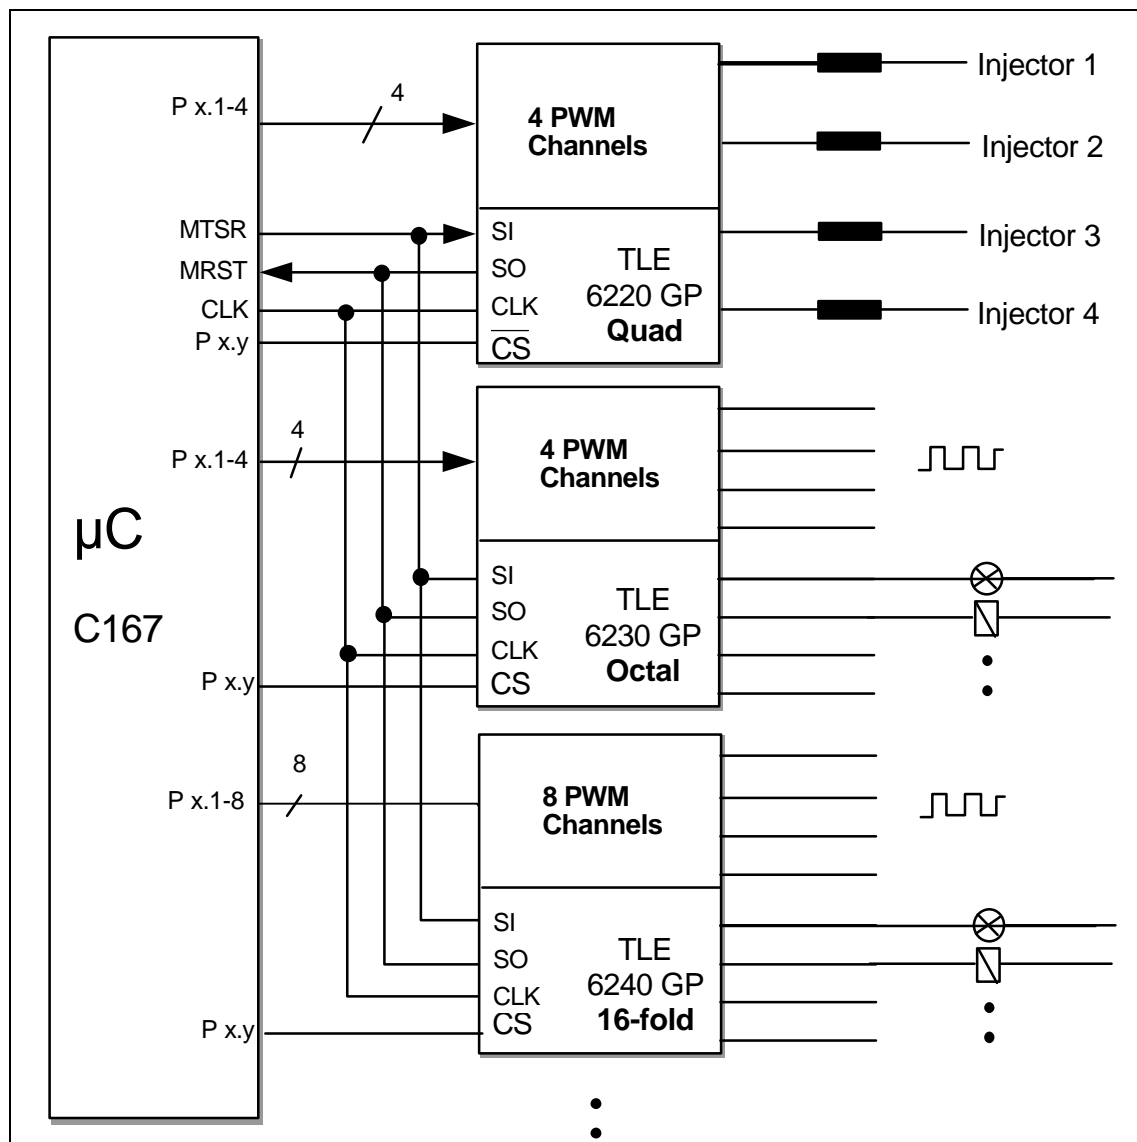 P x.1-4
4
4 PWM
Channels
Injector 1
Injector 2
MTSR
SI
TLE
Injector 3
MRST
SO
6220 GP
CLK
CLK
Quad
Injector 4
P x.y
CS
P x.1-4
4
4 PWM
Channels
µC
C167
SI
TLE
SO
6230 GP
CLK
Octal
P x.y
CS
P x.1-8
8
8 PWM
Channels
SI
TLE
SO
6240 GP
CLK
16-fold
P x.y
CS